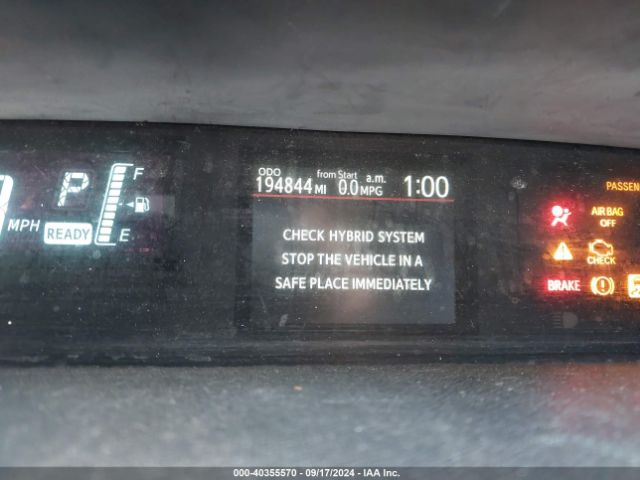 PASSEN
ODO from Start a.m.
194844 MI 0.0 MPG 1:00
F
P
MPH
READY
E
AIR BAG
OFF
CHECK HYBRID SYSTEM
STOP THE VEHICLE IN A
SAFE PLACE IMMEDIATELY
CHECK
BRAKE
000-40355570 - 09/17/2024 - IAA Inc.